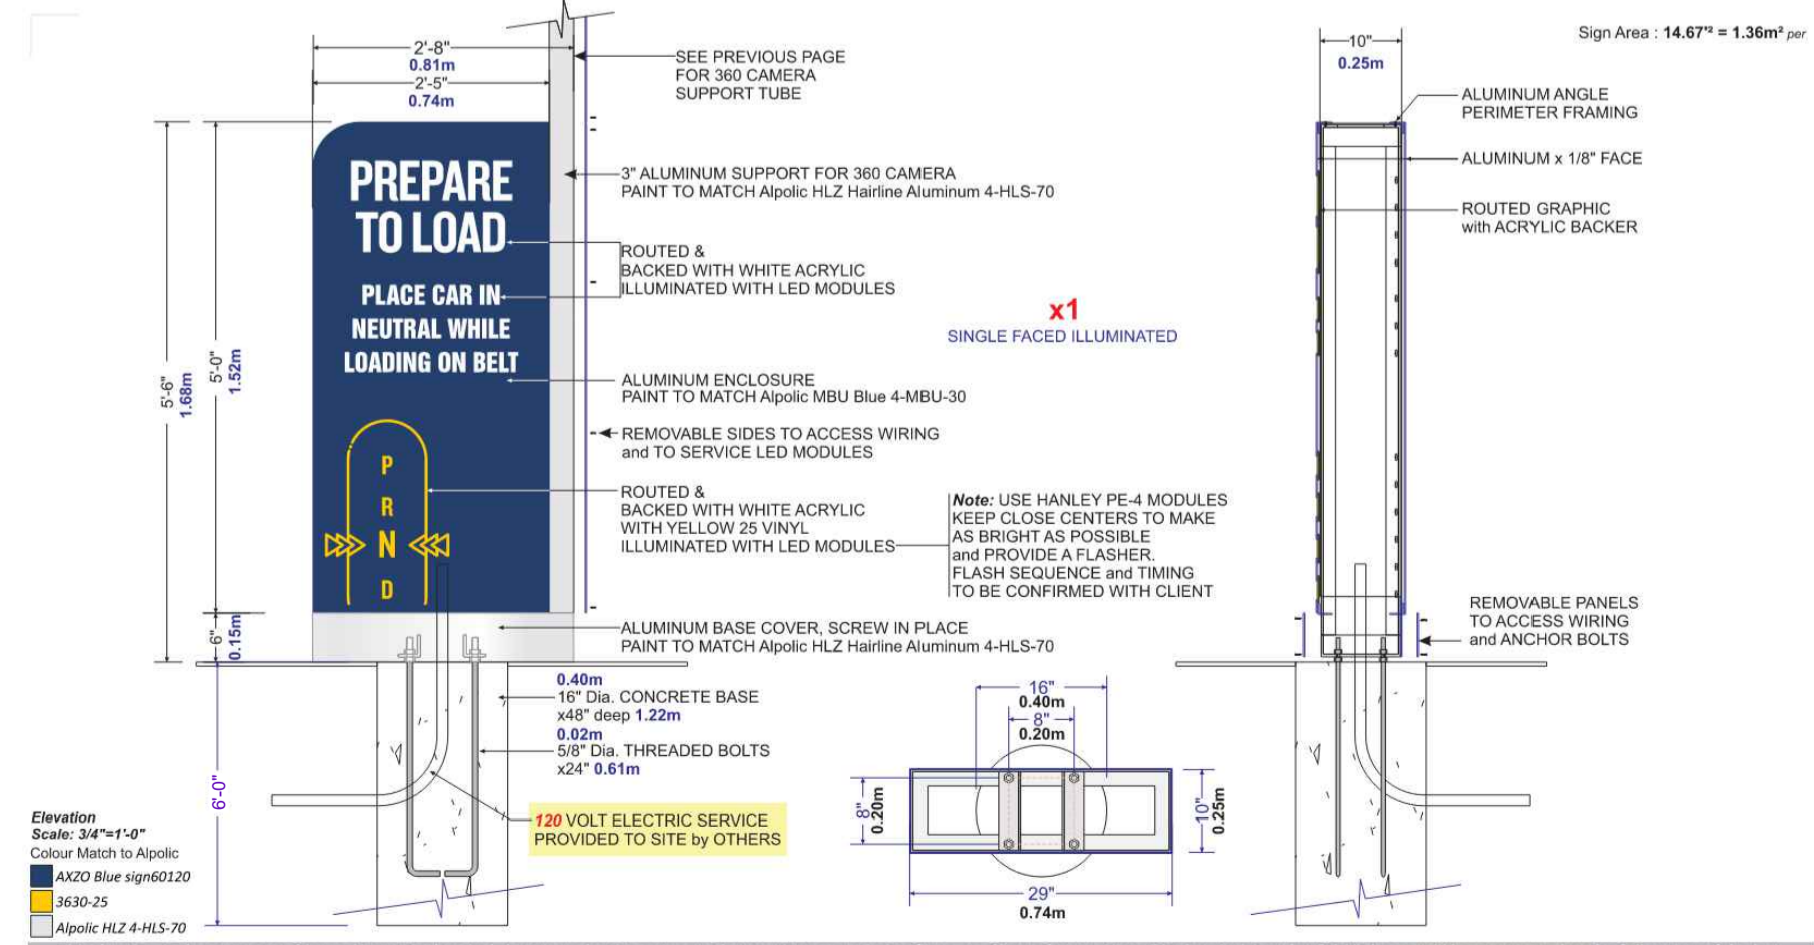 Sign Area : 14.67'² = 1.36m² per
2'-8"
0.81m
2'-5"
0.74m
SEE PREVIOUS PAGE
FOR 360 CAMERA
SUPPORT TUBE
10"
0.25m
ALUMINUM ANGLE
PERIMETER FRAMING
ALUMINUM x 1/8" FACE
ROUTED GRAPHIC
with ACRYLIC BACKER
PREPARE
TO LOAD
PLACE CAR IN
NEUTRAL WHILE
LOADING ON BELT
P
R
N
D
5'-6"
1.68m
5'-0"
1.52m
6"
0.15m
6'-0"
3" ALUMINUM SUPPORT FOR 360 CAMERA
PAINT TO MATCH Alpolic HLZ Hairline Aluminum 4-HLS-70
ROUTED &
BACKED WITH WHITE ACRYLIC
ILLUMINATED WITH LED MODULES
x1
SINGLE FACED ILLUMINATED
ALUMINUM ENCLOSURE
PAINT TO MATCH Alpolic MBU Blue 4-MBU-30
REMOVABLE SIDES TO ACCESS WIRING
and TO SERVICE LED MODULES
ROUTED &
BACKED WITH WHITE ACRYLIC
WITH YELLOW 25 VINYL
ILLUMINATED WITH LED MODULES
Note: USE HANLEY PE-4 MODULES
KEEP CLOSE CENTERS TO MAKE
AS BRIGHT AS POSSIBLE
and PROVIDE A FLASHER.
FLASH SEQUENCE and TIMING
TO BE CONFIRMED WITH CLIENT
ALUMINUM BASE COVER, SCREW IN PLACE
PAINT TO MATCH Alpolic HLZ Hairline Aluminum 4-HLS-70
REMOVABLE PANELS
TO ACCESS WIRING
and ANCHOR BOLTS
0.40m
16" Dia. CONCRETE BASE
x48" deep 1.22m
0.02m
5/8" Dia. THREADED BOLTS
x24" 0.61m
120 VOLT ELECTRIC SERVICE
PROVIDED TO SITE by OTHERS
16"
0.40m
8"
0.20m
8"
0.20m
10"
0.25m
29"
0.74m
Elevation
Scale: 3/4"=1'-0"
Colour Match to Alpolic
AXZO Blue sign60120
3630-25
Alpolic HLZ 4-HLS-70